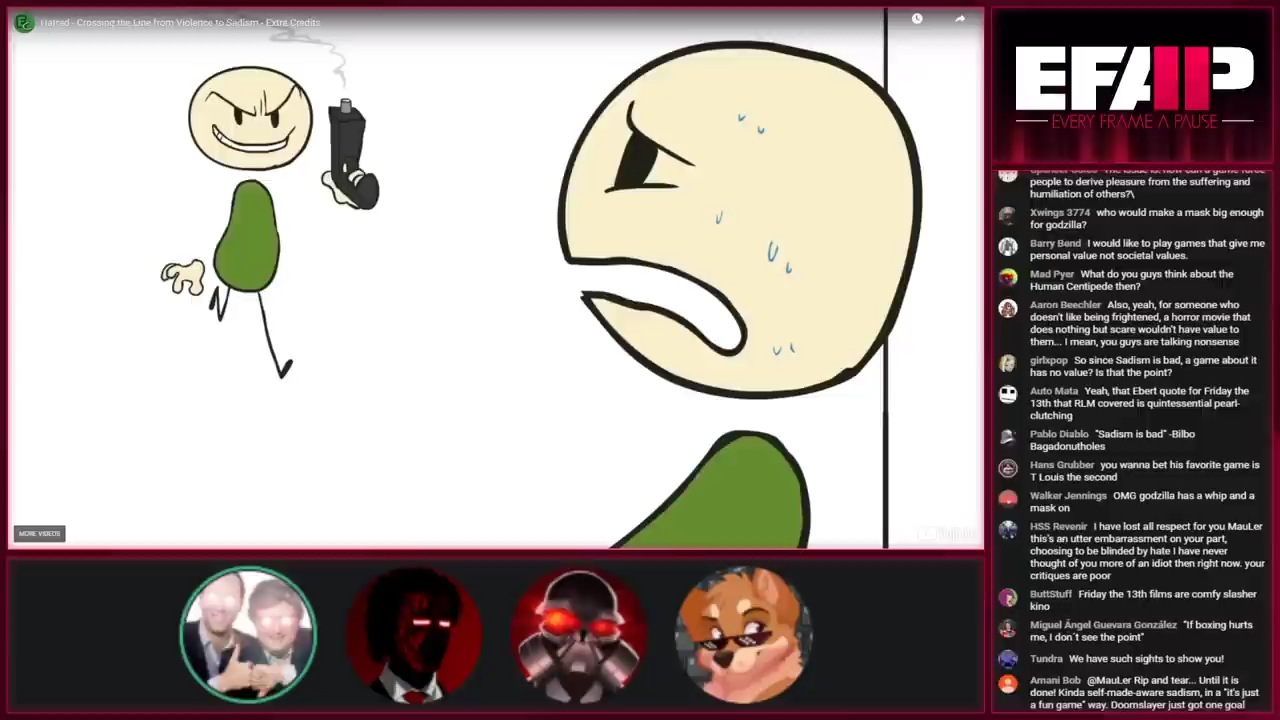 Hatred - Crossing the Line from Violence to Sadism - Extra Credits
MORE VIDEOS
EFAP
EVERY FRAME A PAUSE
people to derive pleasure from the suffering and
humiliation of others?\
Xwings 3774 who would make a mask big enough
for godzilla?
Barry Bend I would like to play games that give me
personal value not societal values.
Mad Pyer What do you guys think about the
Human Centipede then?
Aaron Beechler Also, yeah, for someone who
doesn't like being frightened, a horror movie that
does nothing but scare wouldn't have value to
them... I mean, you guys are talking nonsense
girlxpop So since Sadism is bad, a game about it
has no value? Is that the point?
Auto Mata Yeah, that Ebert quote for Friday the
13th that RLM covered is quintessential pearl-
clutching
Pablo Diablo "Sadism is bad" -Bilbo
Bagadonutholes
Hans Grubber you wanna bet his favorite game is
T Louis the second
Walker Jennings OMG godzilla has a whip and a
mask on
HSS Revenir I have lost all respect for you MauLer
this's an utter embarrassment on your part,
choosing to be blinded by hate I have never
thought of you more of an idiot then right now. your
critiques are poor
ButtStuff Friday the 13th films are comfy slasher
kino
Miguel Ángel Guevara González "If boxing hurts
me, I don´t see the point"
Tundra We have such sights to show you!
Amani Bob @MauLer Rip and tear... Until it is
done! Kinda self-made-aware sadism, in a "it's just
a fun game" way. Doomslayer just got one goal